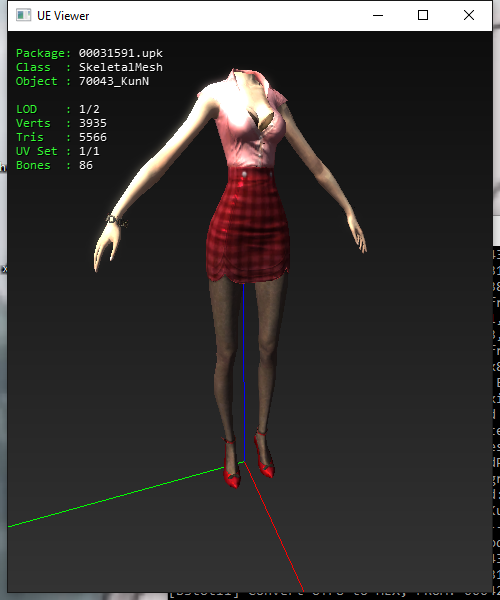 UE Viewer
Package: 00031591.upk
Class  : SkeletalMesh
Object : 70043_KunN
LOD    : 1/2
Verts  : 3935
Tris   : 5566
UV Set : 1/1
Bones  : 86